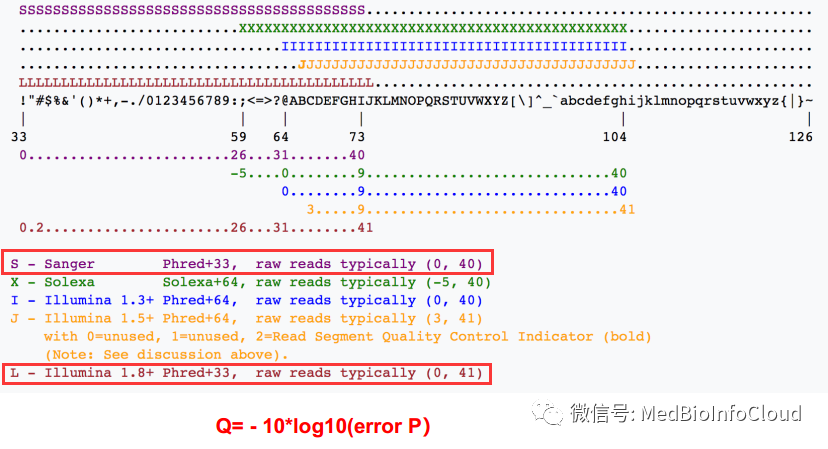 SSSSSSSSSSSSSSSSSSSSSSSSSSSSSSSSSSSSSSSSS.....................................................
..........................XXXXXXXXXXXXXXXXXXXXXXXXXXXXXXXXXXXXXXXXXXXXXX......................
...............................IIIIIIIIIIIIIIIIIIIIIIIIIIIIIIIIIIIIIIIII......................
.................................JJJJJJJJJJJJJJJJJJJJJJJJJJJJJJJJJJJJJJJJ.....................
LLLLLLLLLLLLLLLLLLLLLLLLLLLLLLLLLLLLLLLLLL....................................................
!"#$%&'()*+,-./0123456789:;<=>?@ABCDEFGHIJKLMNOPQRSTUVWXYZ[\]^_`abcdefghijklmnopqrstuvwxyz{|}~
| | | | | |
33 59 64 73 104 126
0........................26...31.......40
-5....0........9.............................40
0........9.............................40
3.....9..............................41
0.2......................26...31........41
S - Sanger Phred+33, raw reads typically (0, 40)
X - Solexa Solexa+64, raw reads typically (-5, 40)
I - Illumina 1.3+ Phred+64, raw reads typically (0, 40)
J - Illumina 1.5+ Phred+64, raw reads typically (3, 41)
with 0=unused, 1=unused, 2=Read Segment Quality Control Indicator (bold)
(Note: See discussion above).
L - Illumina 1.8+ Phred+33, raw reads typically (0, 41)
微信号: MedBioInfoCloud
Q= - 10*log10(error P）